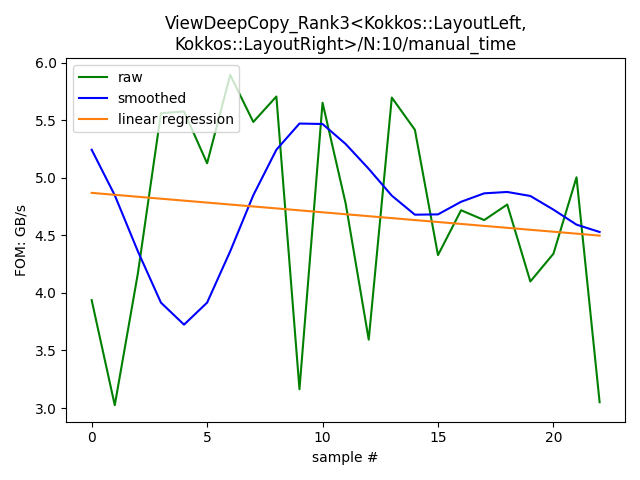 ViewDeepCopy_Rank3<Kokkos::LayoutLeft,
Kokkos::LayoutRight>/N:10/manual_time
raw
smoothed
linear regression
FOM: GB/s
6.0
5.5
5.0
4.5
4.0
3.5
3.0
0 5 10 15 20
sample #